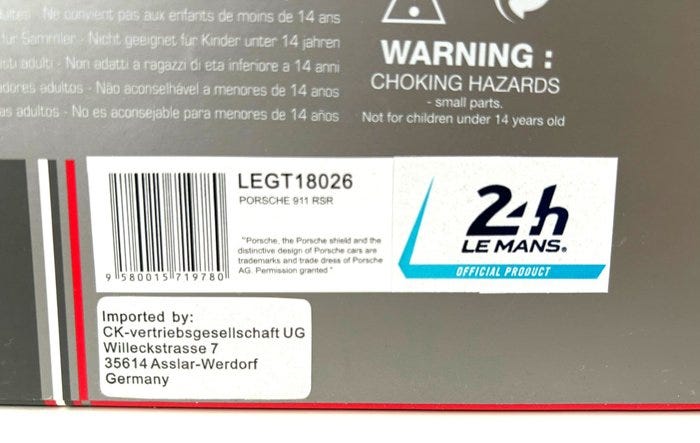 Ne convient pas aux enfants de moins de 14 ans
für Sammler - Nicht geeignet für Kinder unter 14 jahren
adulti - Non adatti a ragazzi di eta inferiore a 14 anni
adultos - Não aconselhável a menores de 14 anos
adultos - No es aconsejable para menores de 14 años
WARNING :
CHOKING HAZARDS
- small parts.
Not for children under 14 years old
LEGT18026
PORSCHE 911 RSR
"Porsche, the Porsche shield and the
distinctive design of Porsche cars are
trademarks and trade dress of Porsche
AG. Permission granted"
9 580015 719780
24h
LE MANS.
OFFICIAL PRODUCT
Imported by:
CK-vertriebsgesellschaft UG
Willeckstrasse 7
35614 Asslar-Werdorf
Germany